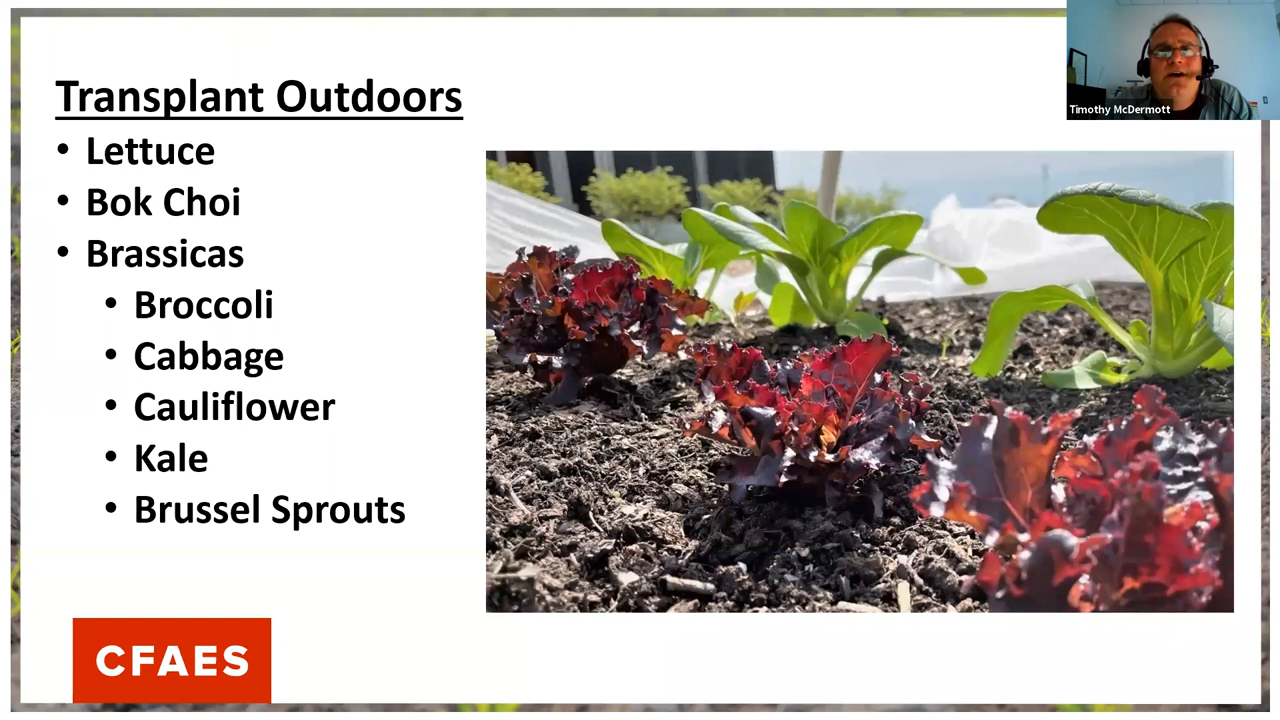 Timothy McDermott
Transplant Outdoors
• Lettuce
• Bok Choi
• Brassicas
• Broccoli
• Cabbage
• Cauliflower
• Kale
• Brussel Sprouts
CFAES